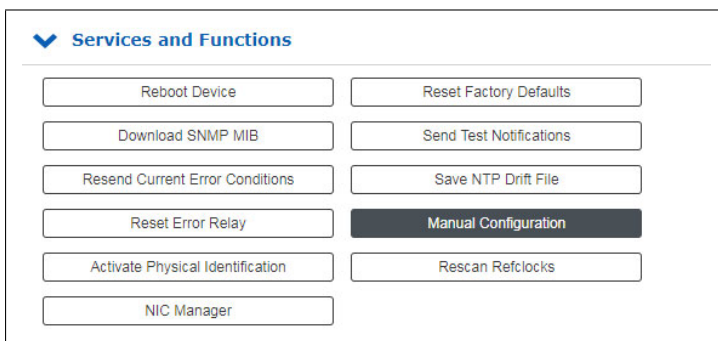 Services and Functions
Reboot Device
Reset Factory Defaults
Download SNMP MIB
Send Test Notifications
Resend Current Error Conditions
Save NTP Drift File
Reset Error Relay
Manual Configuration
Activate Physical Identification
Rescan Refclocks
NIC Manager